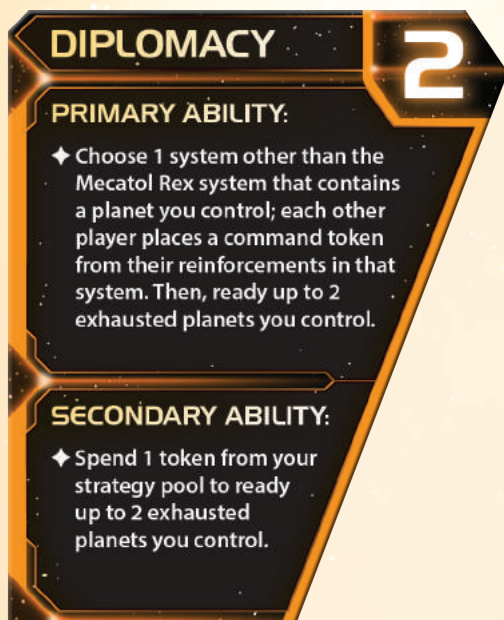 DIPLOMACY
2
PRIMARY ABILITY:
✦ Choose 1 system other than the
Mecatol Rex system that contains
a planet you control; each other
player places a command token
from their reinforcements in that
system. Then, ready up to 2
exhausted planets you control.
SECONDARY ABILITY:
✦ Spend 1 token from your
strategy pool to ready
up to 2 exhausted
planets you control.